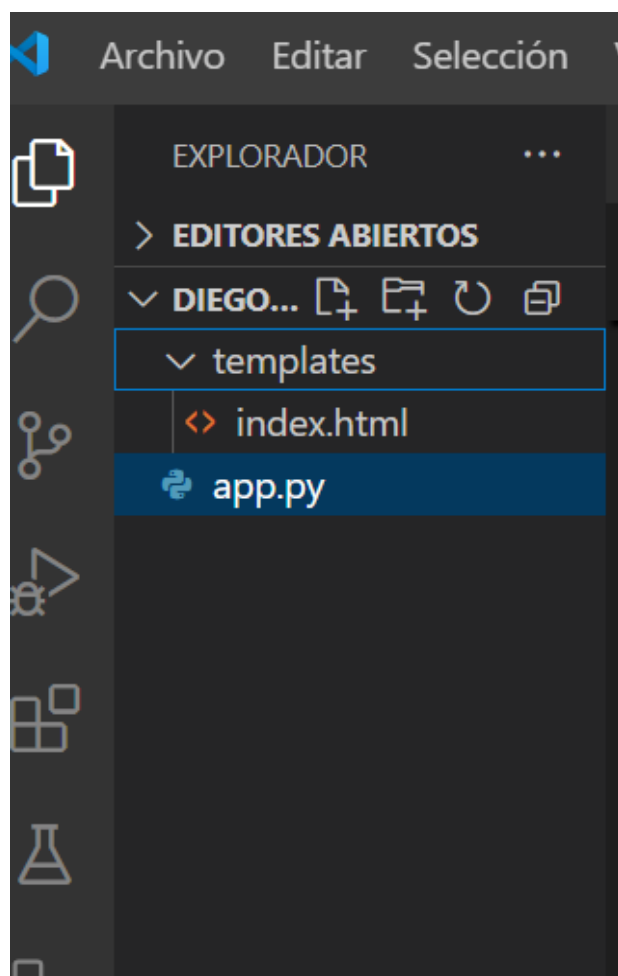 Archivo Editar Selección
EXPLORADOR ...
EDITORES ABIERTOS
DIEGO...
templates
<> index.html
app.py